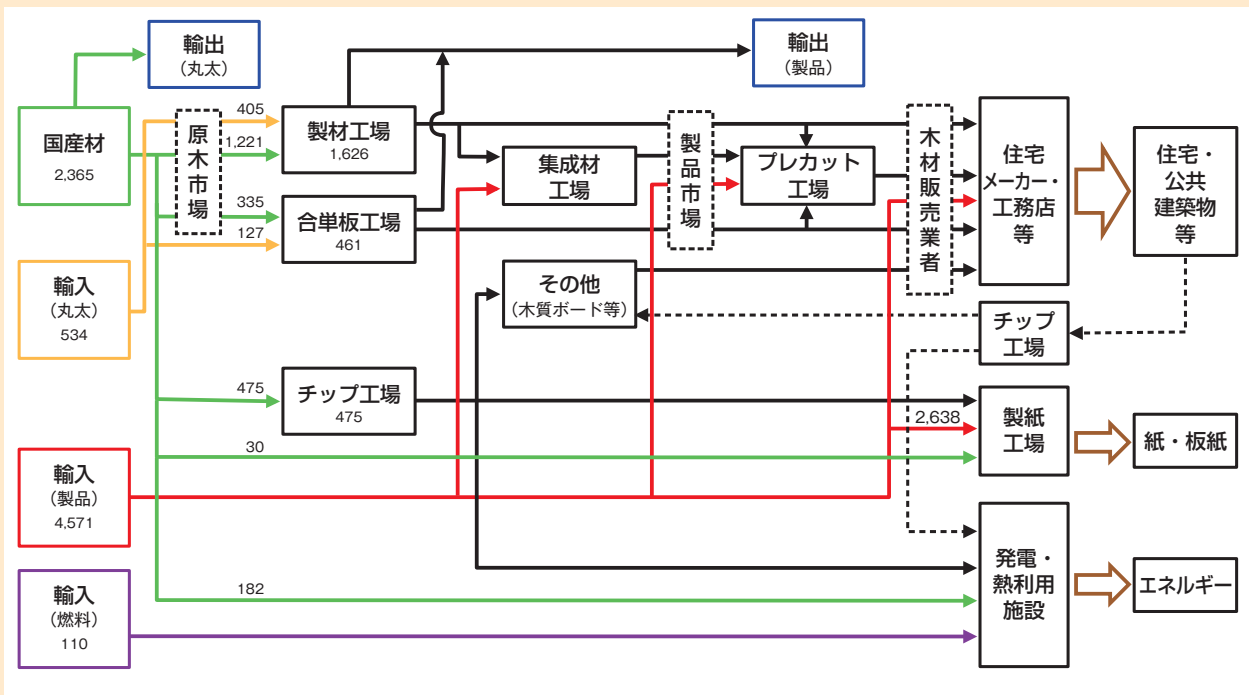 輸出
(丸太)
輸出
(製品)
国産材
2,365
原木市場
405
1,221
335
127
製材工場
1,626
合単板工場
461
集成材
工場
製品市場
プレカット
工場
木材販売業者
住宅
メーカー・
工務店
等
住宅・
公共
建築物
等
輸入
(丸太)
534
その他
(木質ボード等)
チップ
工場
475
チップ工場
475
2,638
製紙
工場
紙・板紙
30
輸入
(製品)
4,571
182
発電・
熱利用
施設
エネルギー
輸入
(燃料)
110